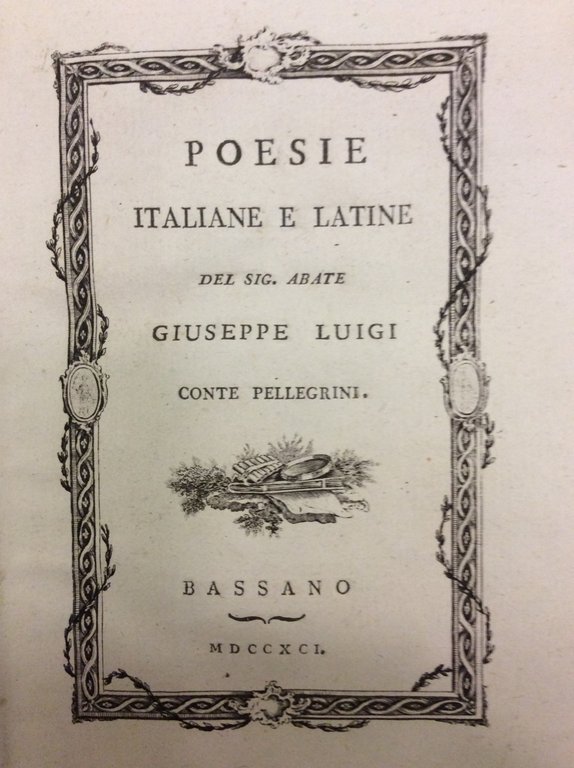 POESIE
ITALIANE E LATINE
DEL SIG. ABATE
GIUSEPPE LUIGI
CONTE PELLEGRINI.
BASSANO
MDCCXCI.